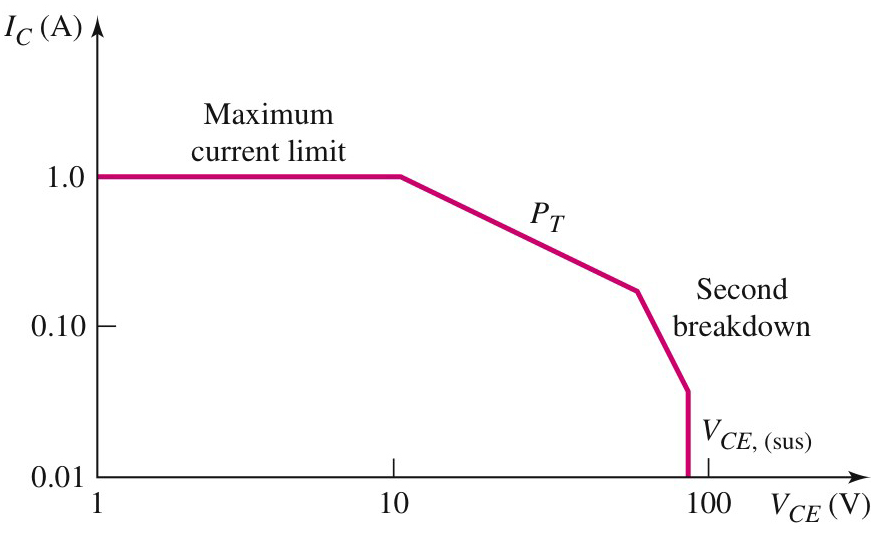 I_C (A)
Maximum
current limit
1.0
P_T
Second
breakdown
0.10
V_CE, (sus)
0.01
1
10
100
V_CE (V)